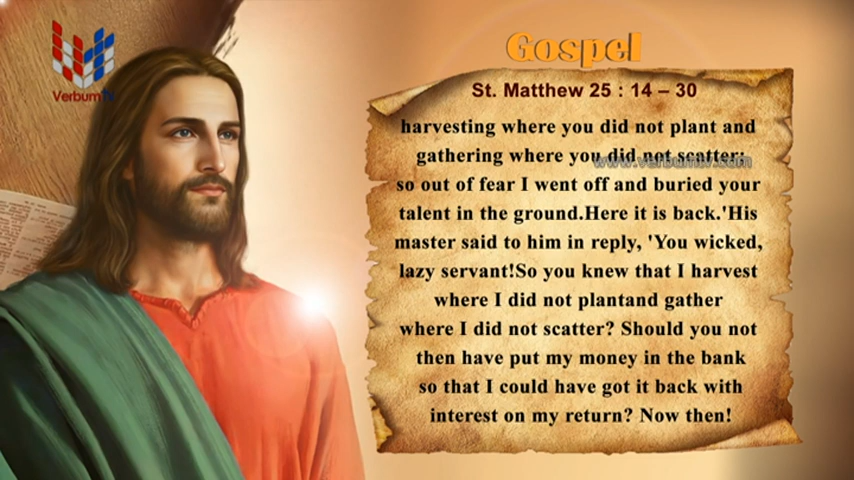 VerbumTV
Gospel
St. Matthew 25 : 14 – 30
harvesting where you did not plant and
gathering where you did not scatter;
www.verbumtv.com
so out of fear I went off and buried your
talent in the ground.Here it is back.'His
master said to him in reply, 'You wicked,
lazy servant!So you knew that I harvest
where I did not plantand gather
where I did not scatter? Should you not
then have put my money in the bank
so that I could have got it back with
interest on my return? Now then!